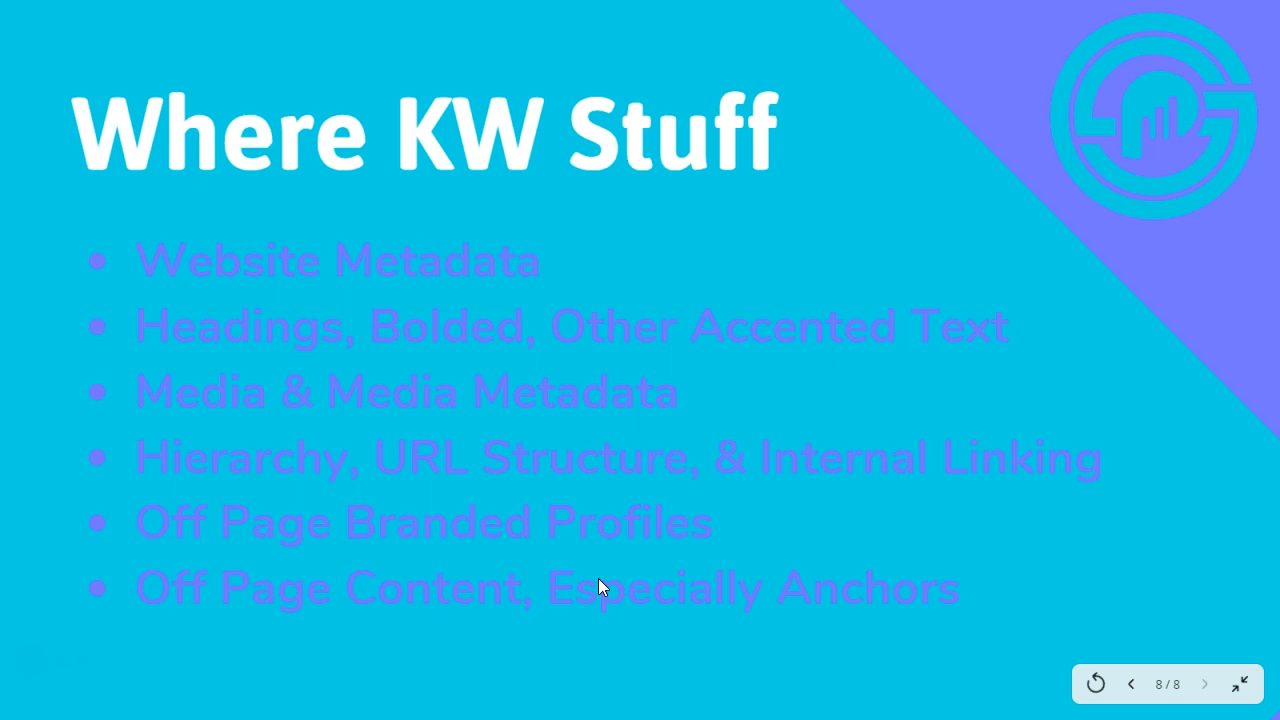 Where KW Stuff
• Website Metadata
• Headings, Bolded, Other Accented Text
• Media & Media Metadata
• Hierarchy, URL Structure, & Internal Linking
• Off Page Branded Profiles
• Off Page Content, Especially Anchors
8 / 8